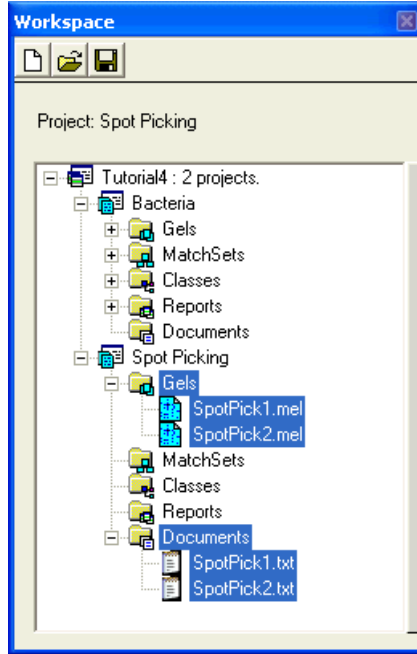 Workspace
Project: Spot Picking
Tutorial4 : 2 projects.
Bacteria
Gels
MatchSets
Classes
Reports
Documents
Spot Picking
Gels
SpotPick1.mel
SpotPick2.mel
MatchSets
Classes
Reports
Documents
SpotPick1.txt
SpotPick2.txt